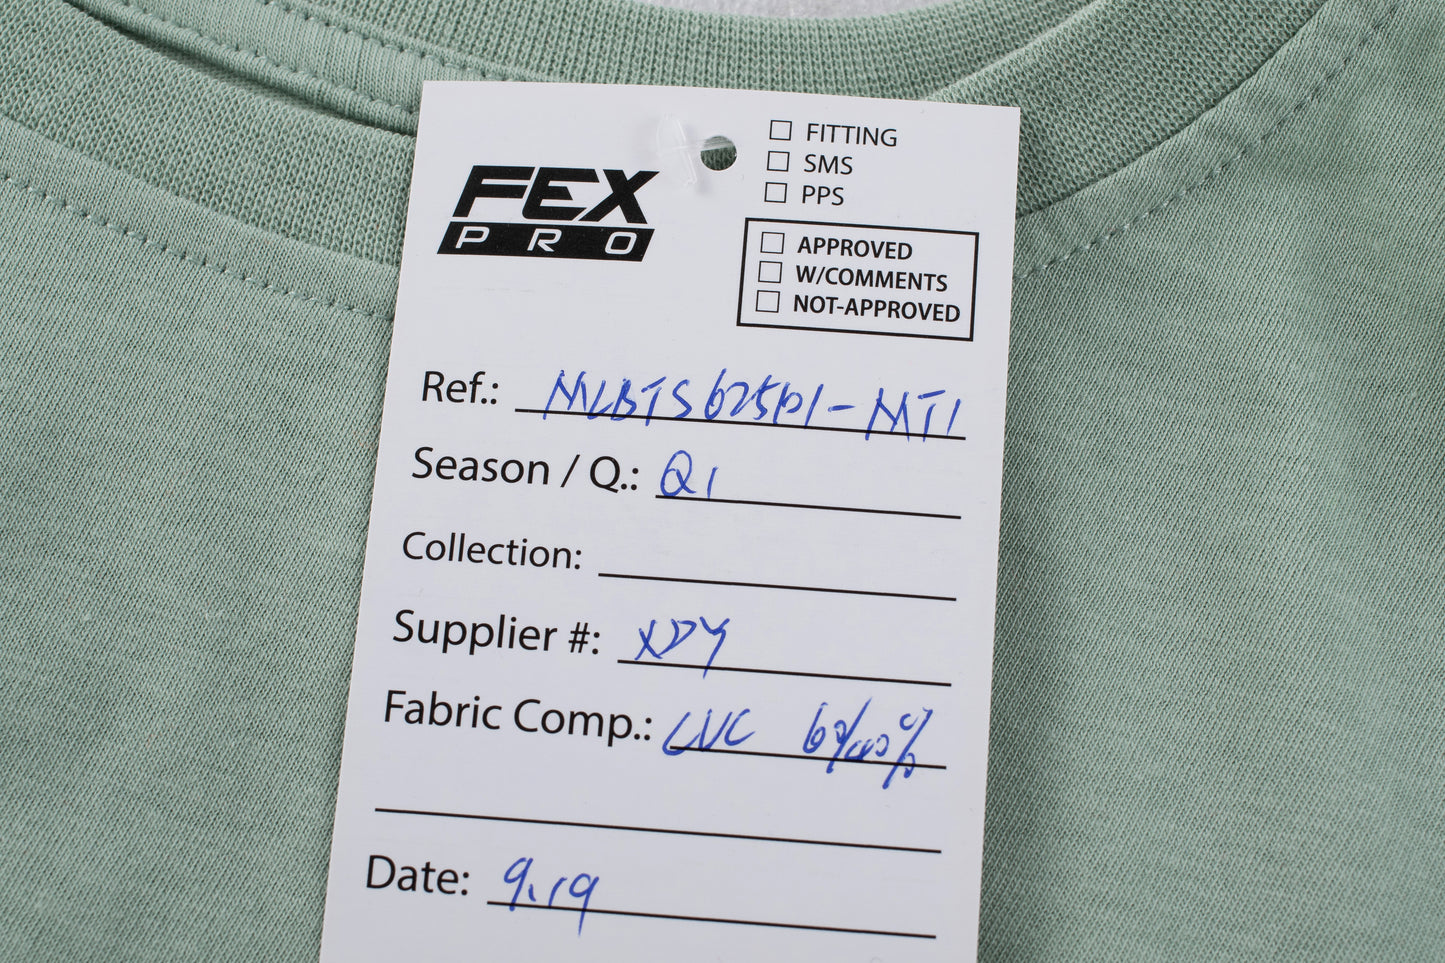 FEX
PRO
FITTING
SMS
PPS
APPROVED
W/COMMENTS
NOT-APPROVED
Ref.: MLBTS62501-MT1
Season / Q.: Q1
Collection:
Supplier #: XDY
Fabric Comp.: CVC 60/40%
Date: 9.19